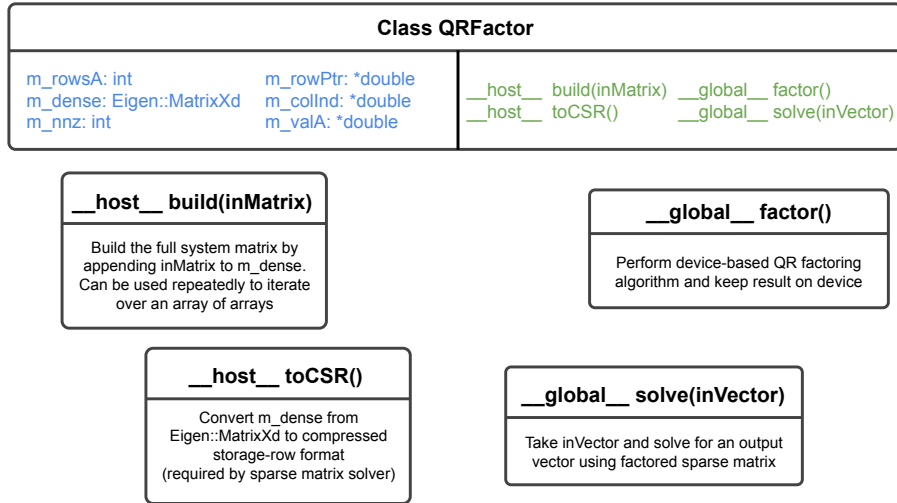 Class QRFactor
m_rowsA: int
m_dense: Eigen::MatrixXd
m_nnz: int
m_rowPtr: *double
m_colInd: *double
m_valA: *double
__host__ build(inMatrix)
__host__ toCSR()
__global__ factor()
__global__ solve(inVector)
__host__ build(inMatrix)
Build the full system matrix by
appending inMatrix to m_dense.
Can be used repeatedly to iterate
over an array of arrays
__global__ factor()
Perform device-based QR factoring
algorithm and keep result on device
__host__ toCSR()
Convert m_dense from
Eigen::MatrixXd to compressed
storage-row format
(required by sparse matrix solver)
__global__ solve(inVector)
Take inVector and solve for an output
vector using factored sparse matrix